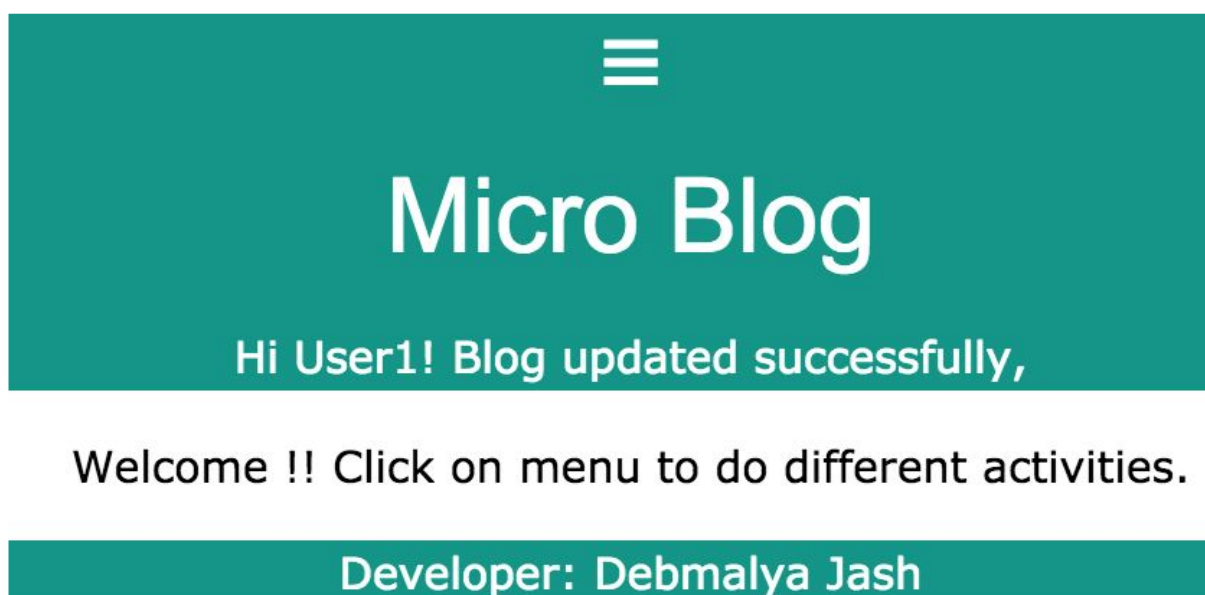 Micro Blog
Hi User1! Blog updated successfully,
Welcome !! Click on menu to do different activities.
Developer: Debmalya Jash